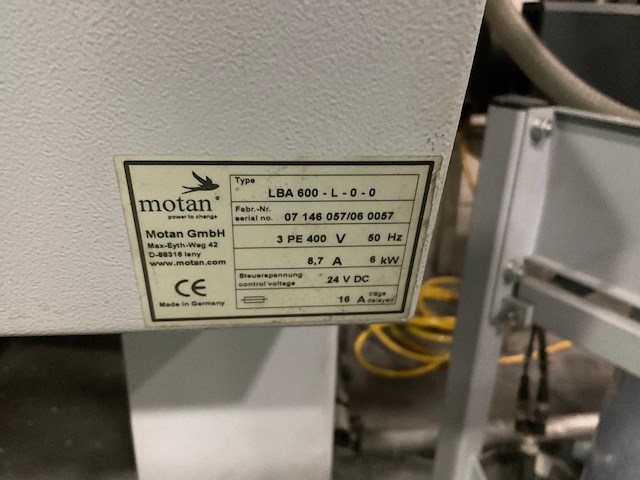 motan®
power to change
Motan GmbH
Max-Eyth-Weg 42
D-88316 Isny
www.motan.com
CE
Made in Germany
Type
LBA 600 - L - 0 - 0
Fabr.-Nr.
serial no. 07 146 057/06 0057
3 PE 400 V 50 Hz
8,7 A 6 kW
Steuerspannung
control voltage 24 V DC
16 A träge
delayed